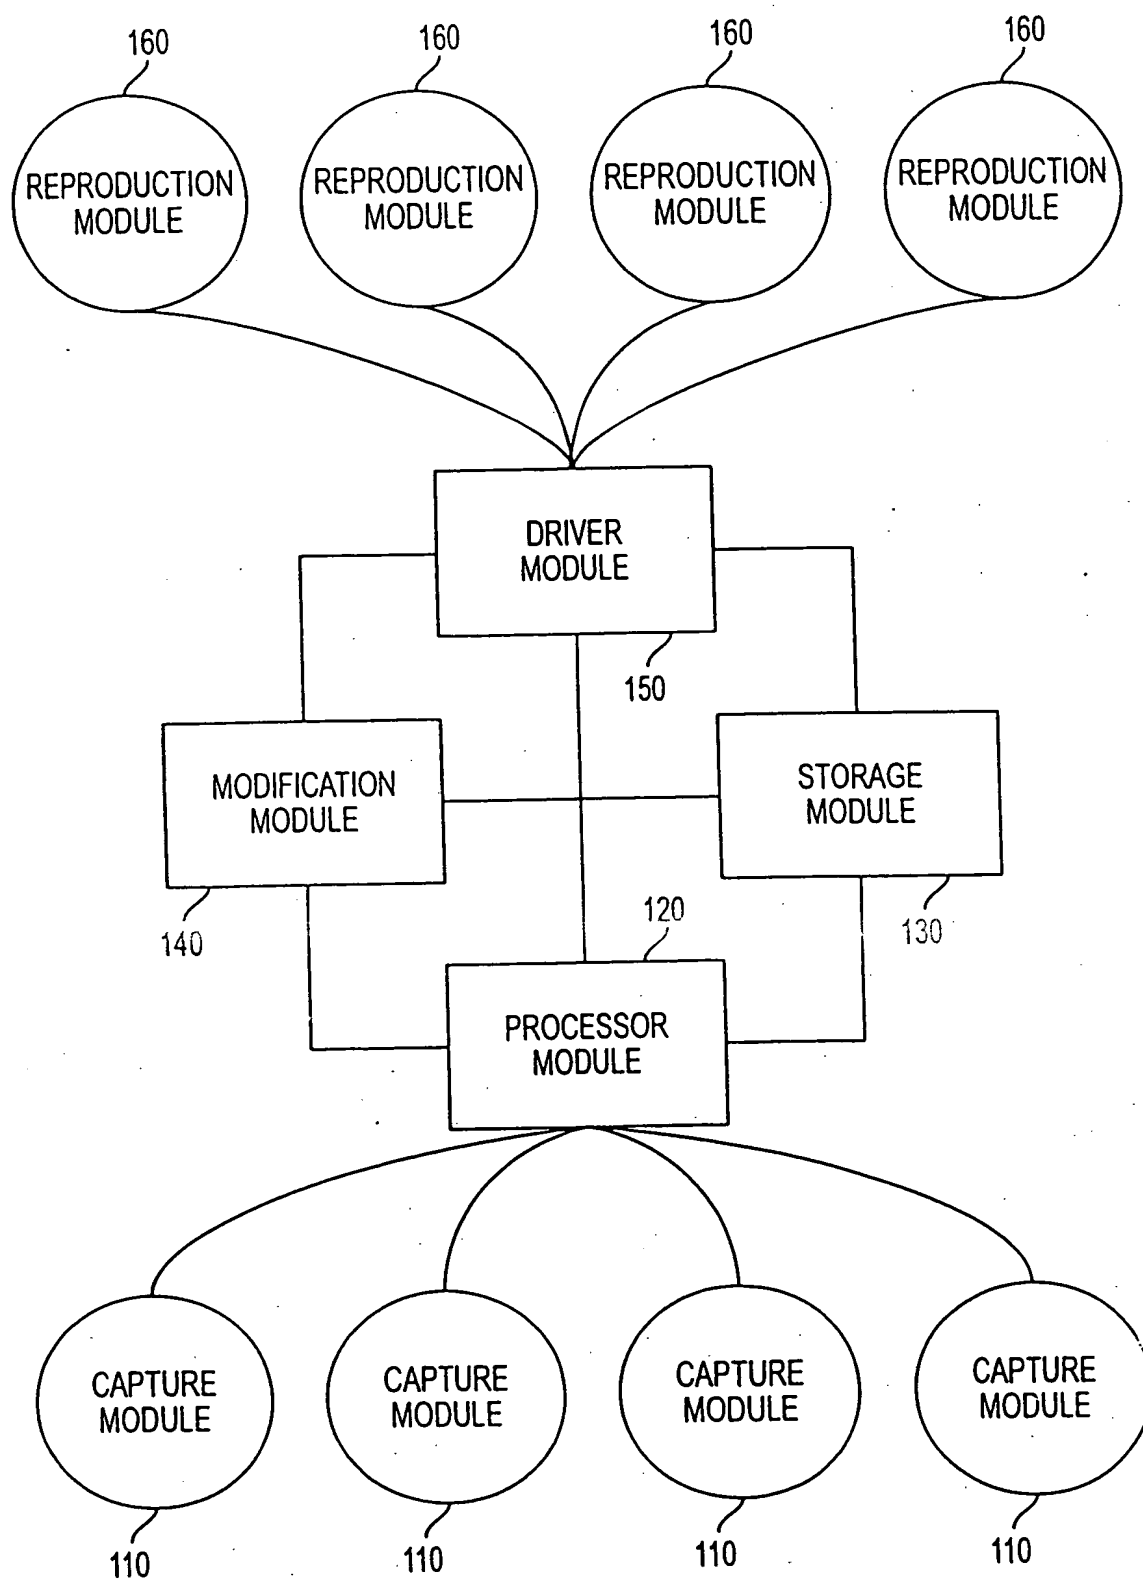 160 160 160 160
REPRODUCTION MODULE
REPRODUCTION MODULE
REPRODUCTION MODULE
REPRODUCTION MODULE
DRIVER
MODULE
150
MODIFICATION
MODULE
140
STORAGE
MODULE
130
120
PROCESSOR
MODULE
CAPTURE
MODULE
CAPTURE
MODULE
CAPTURE
MODULE
CAPTURE
MODULE
110 110 110 110